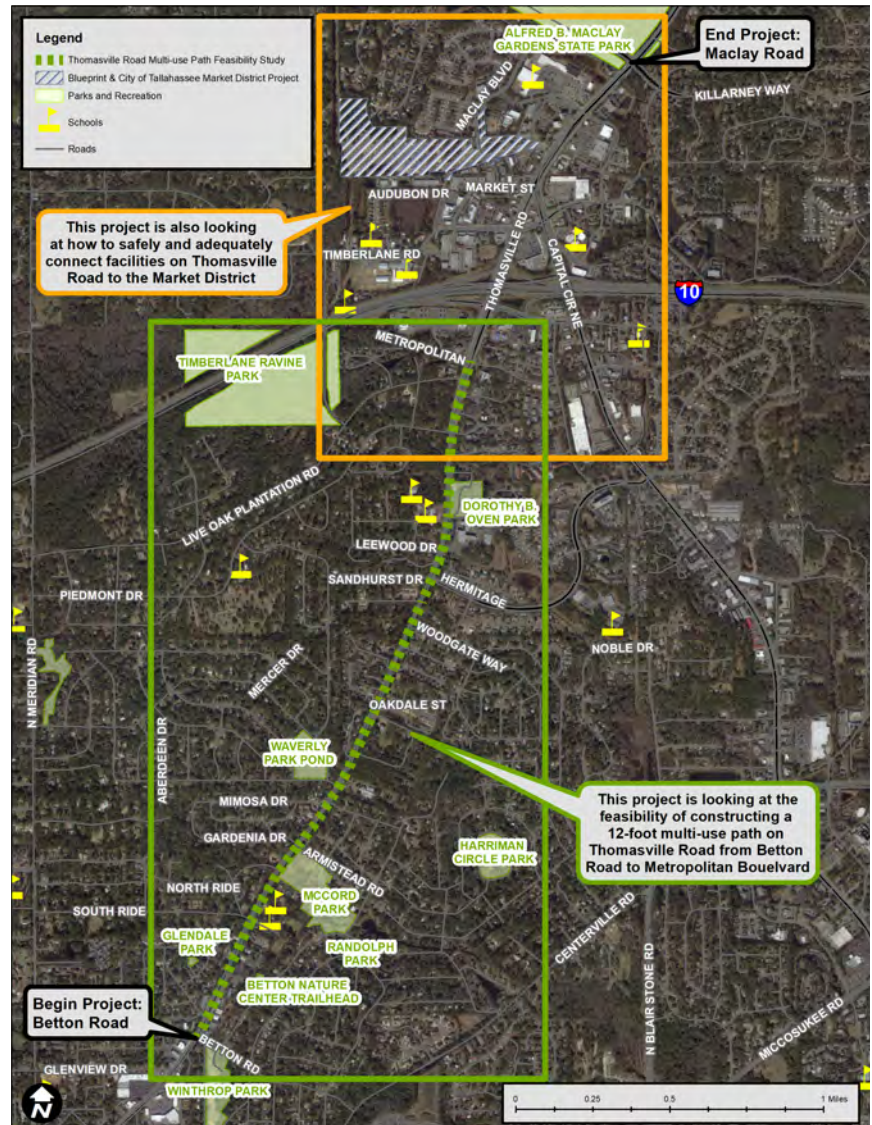 Legend
Thomasville Road Multi-use Path Feasibility Study
Blueprint & City of Tallahassee Market District Project
Parks and Recreation
Schools
Roads
ALFRED B. MACLAY
GARDENS STATE PARK
End Project:
Maclay Road
KILLARNEY WAY
MACLAY BLVD
MARKET ST
AUDUBON DR
This project is also looking
at how to safely and adequately
connect facilities on Thomasville
Road to the Market District
TIMBERLANE RD
THOMASVILLE RD
CAPITAL CIR NE
10
METROPOLITAN
TIMBERLANE RAVINE
PARK
LIVE OAK PLANTATION RD
DOROTHY B.
OVEN PARK
LEEWOOD DR
SANDHURST DR
HERMITAGE
PIEDMONT DR
WOODGATE WAY
NOBLE DR
N MERIDIAN RD
MERCER DR
OAKDALE ST
ABERDEEN DR
WAVERLY
PARK POND
MIMOSA DR
This project is looking at the
feasibility of constructing a
12-foot multi-use path on
Thomasville Road from Betton
Road to Metropolitan Bouelvard
GARDENIA DR
ARMISTEAD RD
HARRIMAN
CIRCLE PARK
NORTH RIDE
MCCORD
PARK
SOUTH RIDE
GLENDALE
PARK
RANDOLPH
PARK
CENTERVILLE RD
BETTON NATURE
CENTER TRAILHEAD
N BLAIR STONE RD
MICCOSUKEE RD
Begin Project:
Betton Road
BETTON RD
GLENVIEW DR
WINTHROP PARK
N
0 0.25 0.5 1 Miles